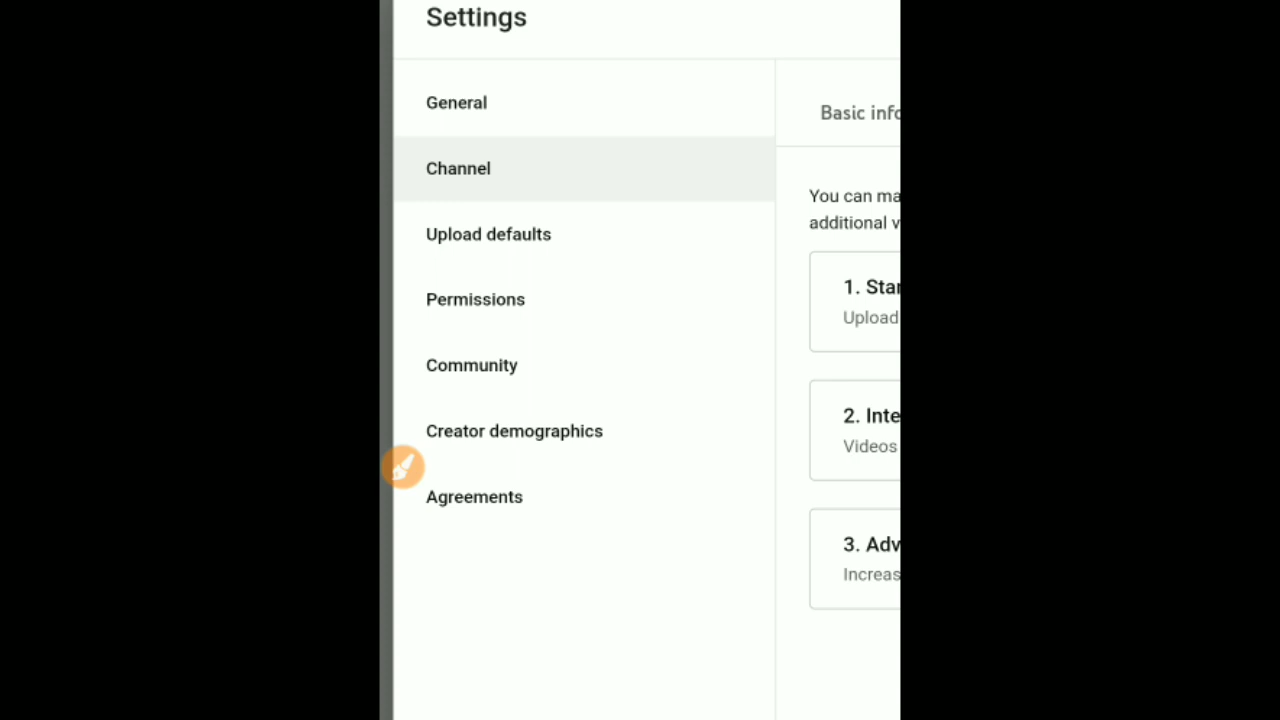 Settings
General
Channel
Upload defaults
Permissions
Community
Creator demographics
Agreements
Basic info
You can ma
additional v
1. Star
Upload
2. Inte
Videos
3. Adv
Increas